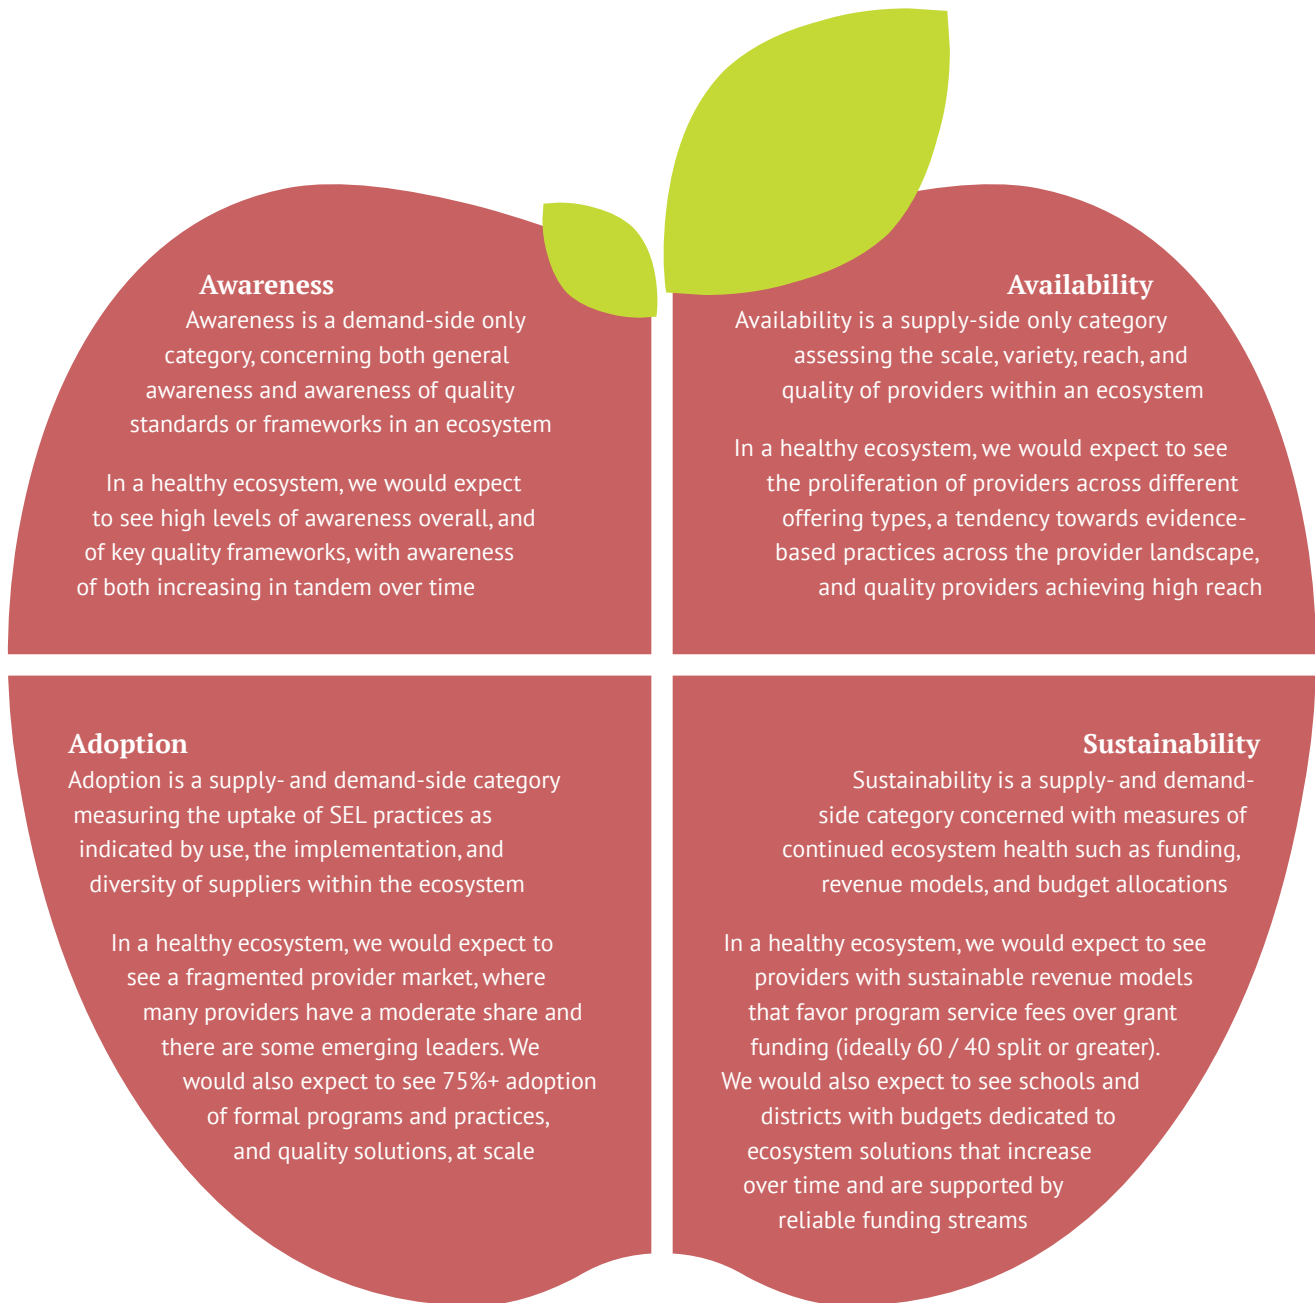 Awareness
Awareness is a demand-side only
category, concerning both general
awareness and awareness of quality
standards or frameworks in an ecosystem
In a healthy ecosystem, we would expect
to see high levels of awareness overall, and
of key quality frameworks, with awareness
of both increasing in tandem over time
Availability
Availability is a supply-side only category
assessing the scale, variety, reach, and
quality of providers within an ecosystem
In a healthy ecosystem, we would expect to see
the proliferation of providers across different
offering types, a tendency towards evidence-
based practices across the provider landscape,
and quality providers achieving high reach
Adoption
Adoption is a supply- and demand-side category
measuring the uptake of SEL practices as
indicated by use, the implementation, and
diversity of suppliers within the ecosystem
In a healthy ecosystem, we would expect to
see a fragmented provider market, where
many providers have a moderate share and
there are some emerging leaders. We
would also expect to see 75%+ adoption
of formal programs and practices,
and quality solutions, at scale
Sustainability
Sustainability is a supply- and demand-
side category concerned with measures of
continued ecosystem health such as funding,
revenue models, and budget allocations
In a healthy ecosystem, we would expect to see
providers with sustainable revenue models
that favor program service fees over grant
funding (ideally 60 / 40 split or greater).
We would also expect to see schools and
districts with budgets dedicated to
ecosystem solutions that increase
over time and are supported by
reliable funding streams